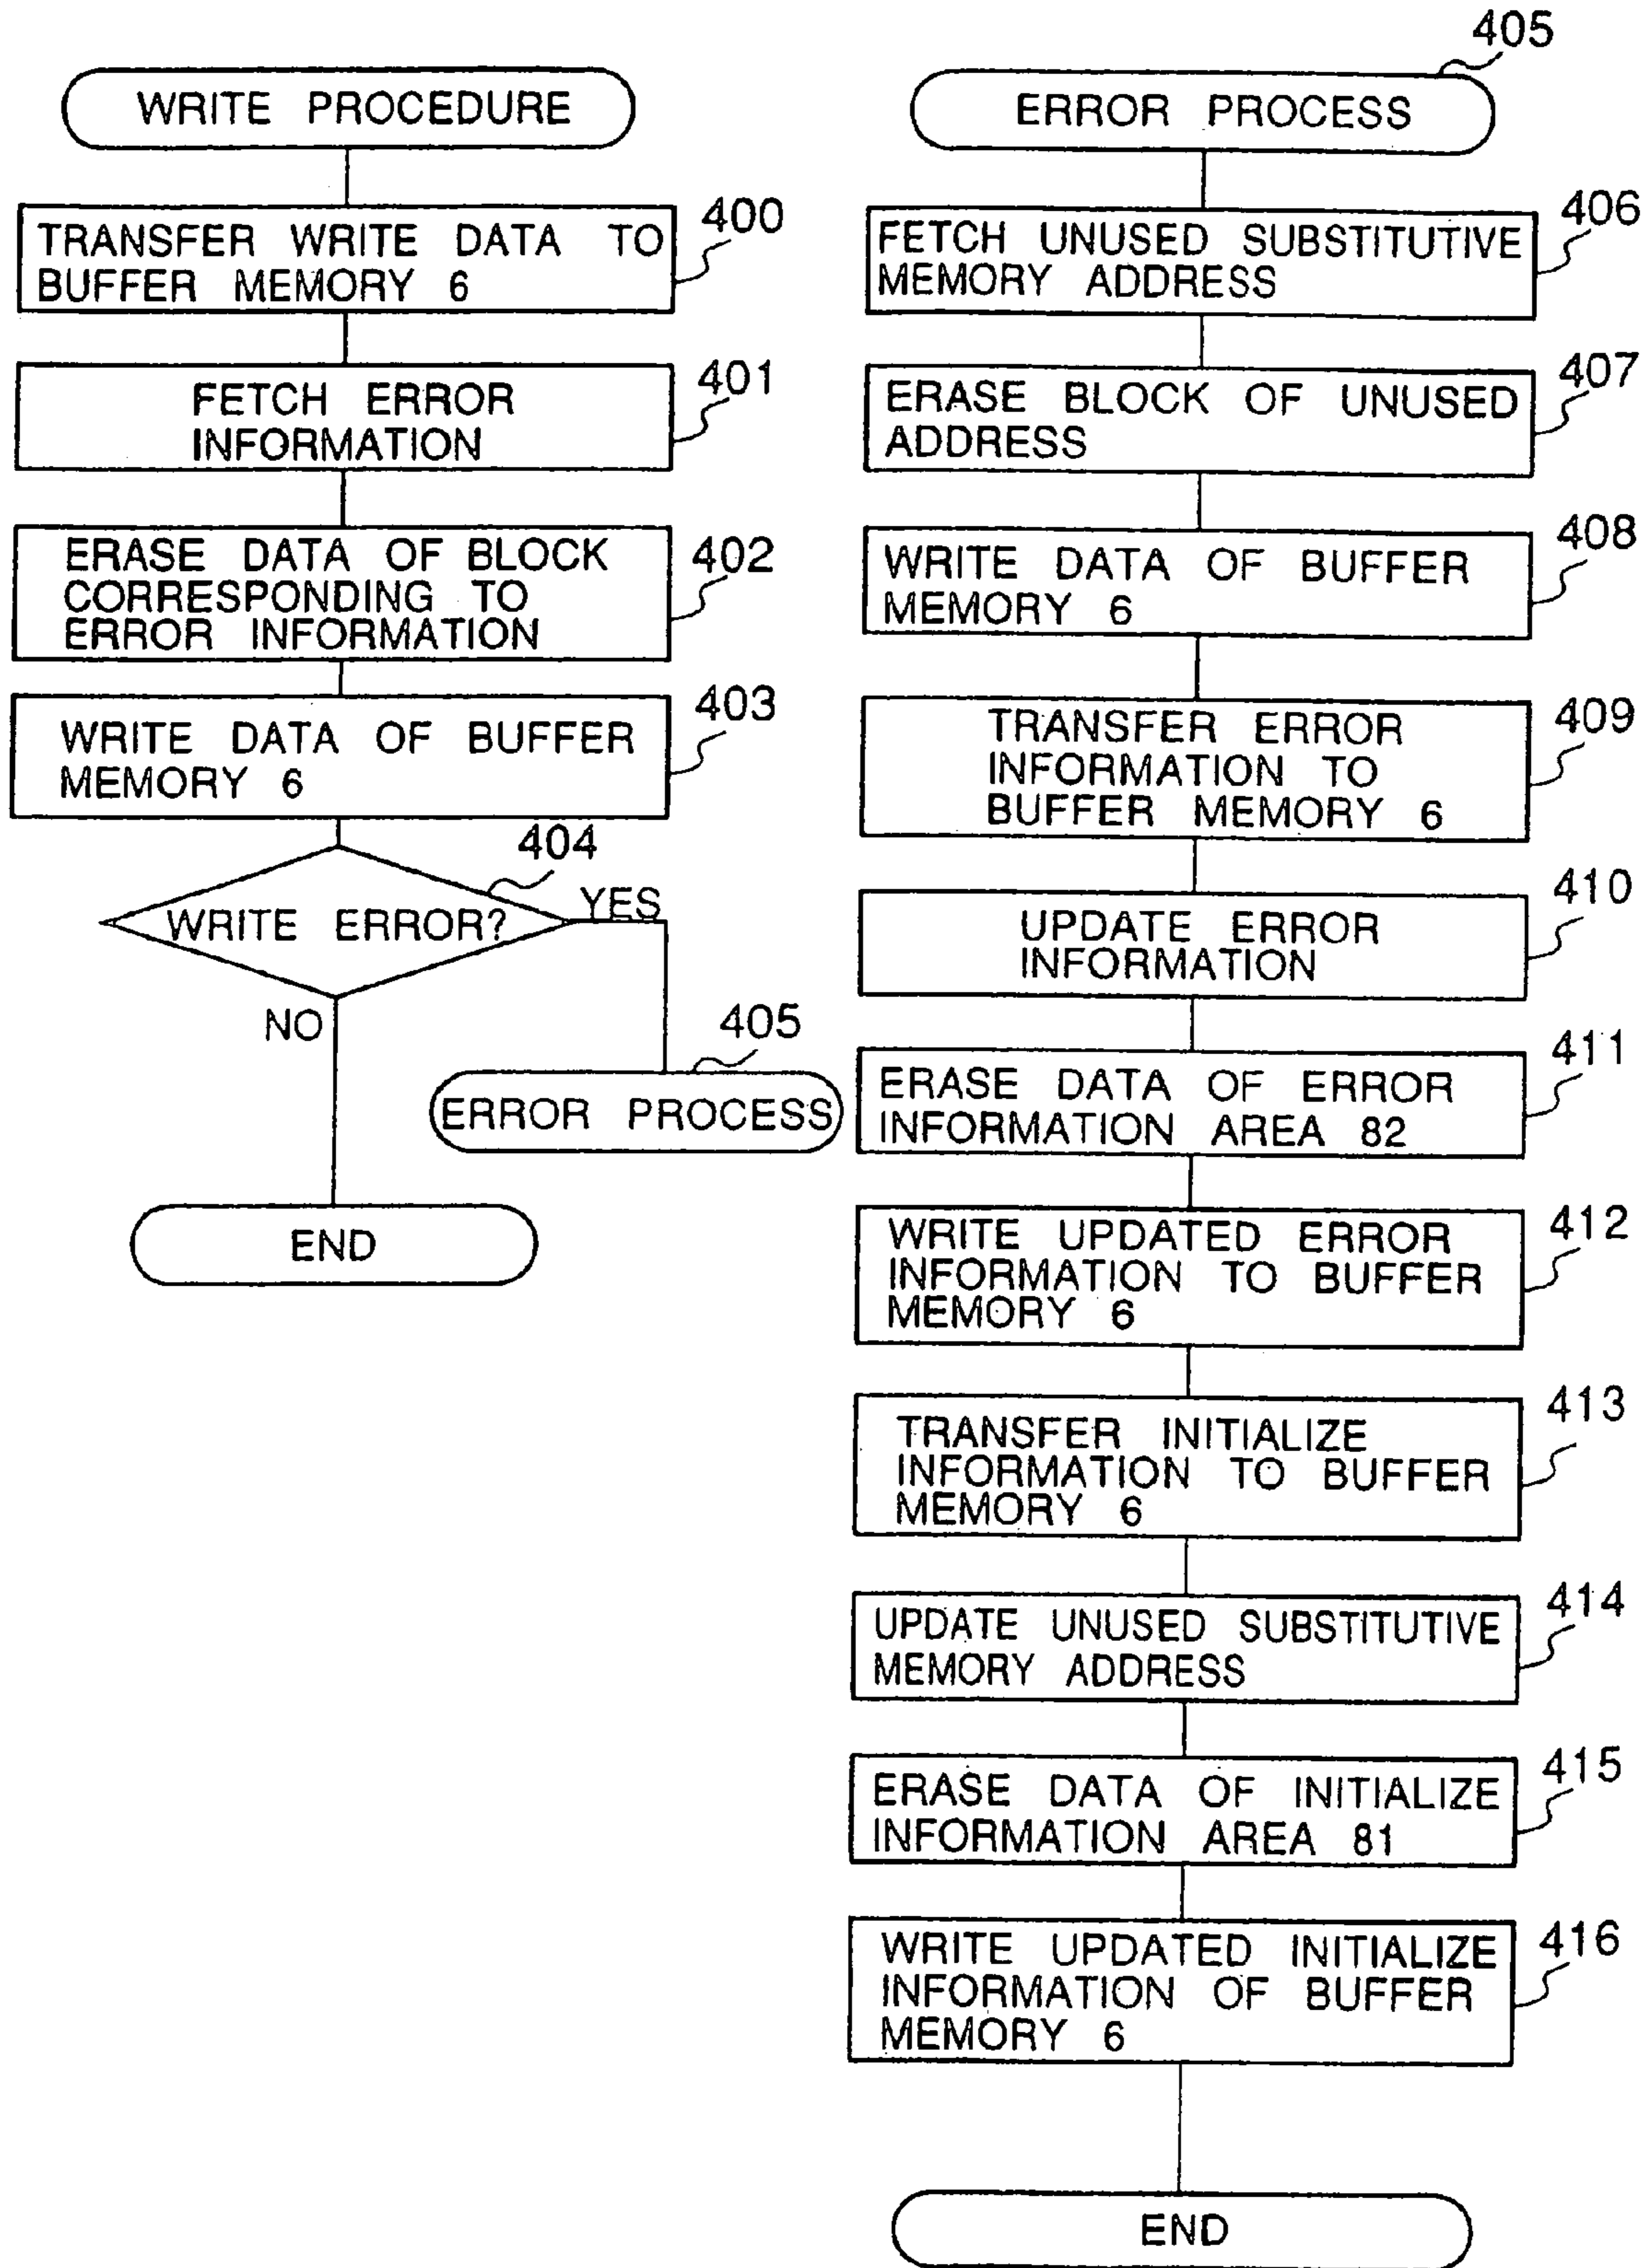 WRITE PROCEDURE
400
TRANSFER WRITE DATA TO
BUFFER MEMORY 6
401
FETCH ERROR
INFORMATION
402
ERASE DATA OF BLOCK
CORRESPONDING TO
ERROR INFORMATION
403
WRITE DATA OF BUFFER
MEMORY 6
404
WRITE ERROR?
YES
NO
405
ERROR PROCESS
END
405
ERROR PROCESS
406
FETCH UNUSED SUBSTITUTIVE
MEMORY ADDRESS
407
ERASE BLOCK OF UNUSED
ADDRESS
408
WRITE DATA OF BUFFER
MEMORY 6
409
TRANSFER ERROR
INFORMATION TO
BUFFER MEMORY 6
410
UPDATE ERROR
INFORMATION
411
ERASE DATA OF ERROR
INFORMATION AREA 82
412
WRITE UPDATED ERROR
INFORMATION TO BUFFER
MEMORY 6
413
TRANSFER INITIALIZE
INFORMATION TO BUFFER
MEMORY 6
414
UPDATE UNUSED SUBSTITUTIVE
MEMORY ADDRESS
415
ERASE DATA OF INITIALIZE
INFORMATION AREA 81
416
WRITE UPDATED INITIALIZE
INFORMATION OF BUFFER
MEMORY 6
END